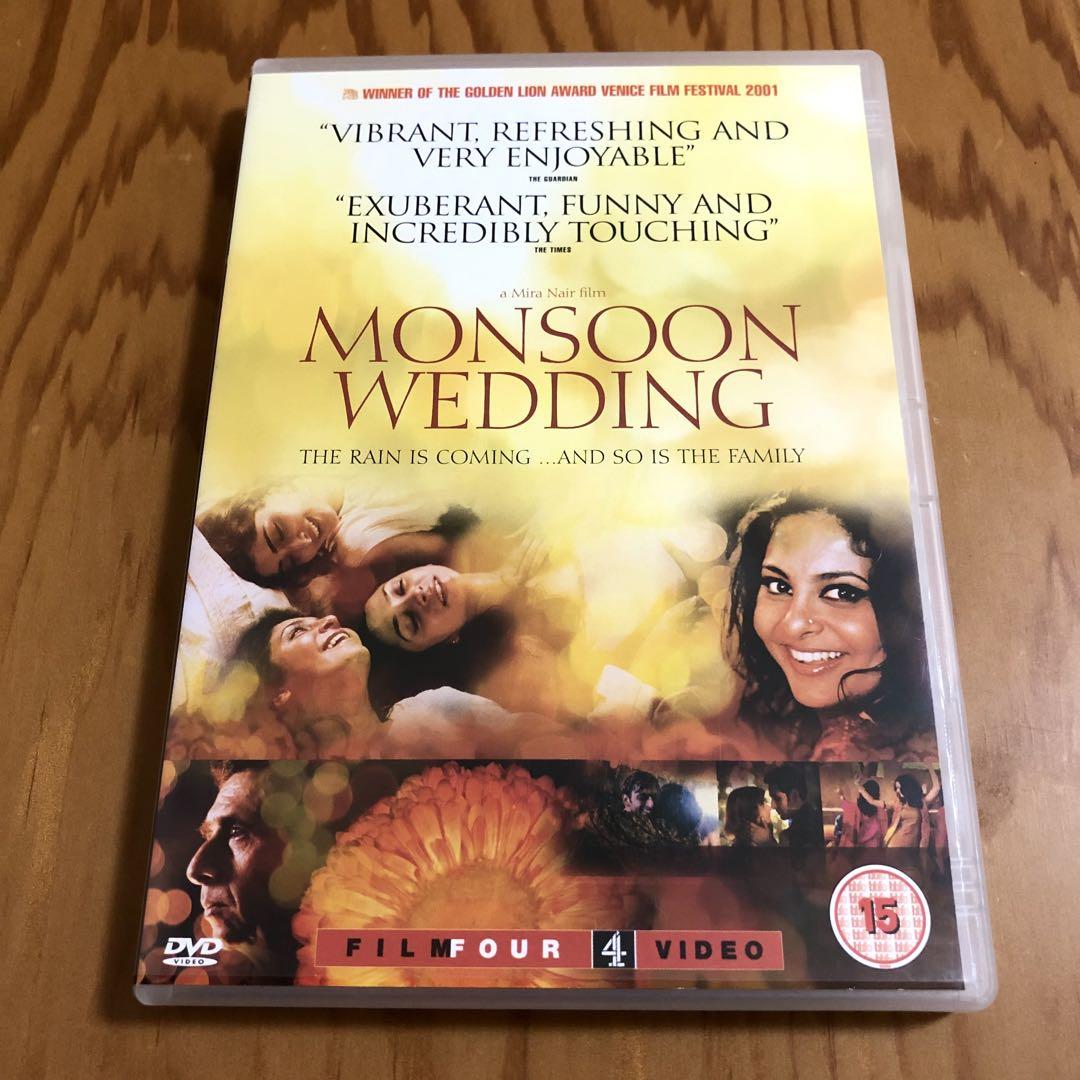 WINNER OF THE GOLDEN LION AWARD VENICE FILM FESTIVAL 2001
“VIBRANT, REFRESHING AND
VERY ENJOYABLE”
THE GUARDIAN
“EXUBERANT, FUNNY AND
INCREDIBLY TOUCHING”
THE TIMES
a Mira Nair film
MONSOON
WEDDING
THE RAIN IS COMING ...AND SO IS THE FAMILY
15
DVD
VIDEO
FILMFOUR 4 VIDEO